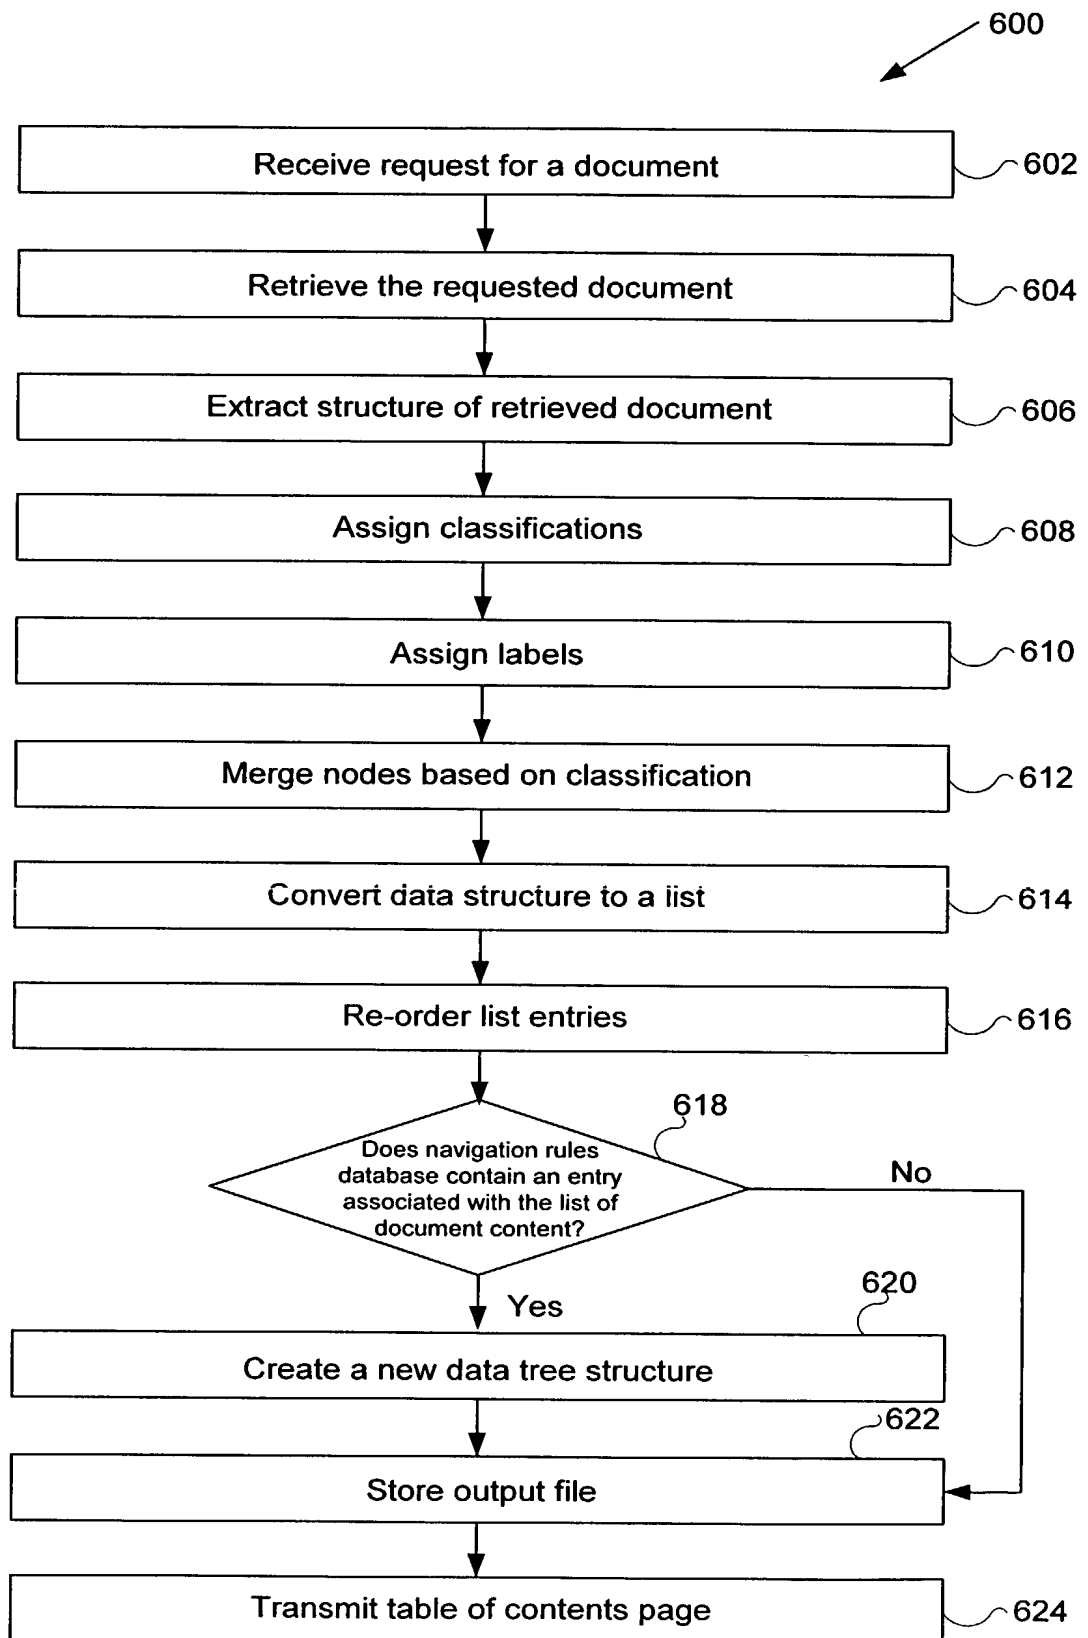 600
Receive request for a document
602
Retrieve the requested document
604
Extract structure of retrieved document
606
Assign classifications
608
Assign labels
610
Merge nodes based on classification
612
Convert data structure to a list
614
Re-order list entries
616
618
Does navigation rules
database contain an entry
associated with the list of
document content?
No
Yes
620
Create a new data tree structure
622
Store output file
Transmit table of contents page
624